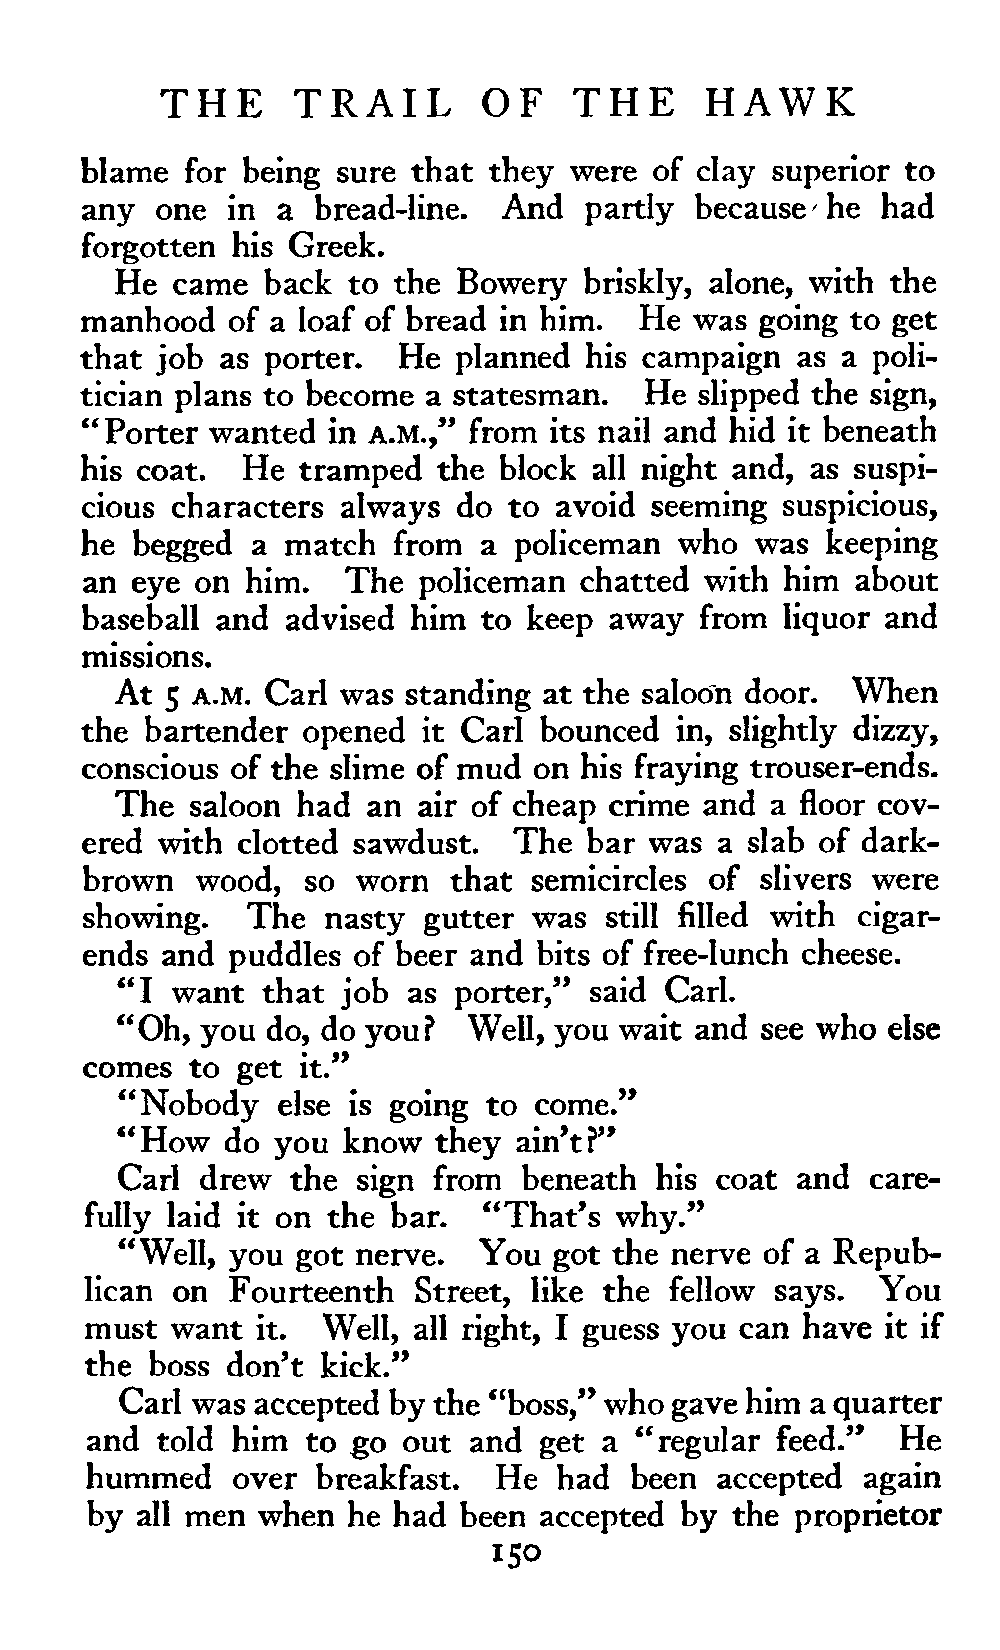 THE TRAIL OF THE HAWK
blame for being sure that they were of clay superior to
any one in a bread-line. And partly because he had
forgotten his Greek.
He came back to the Bowery briskly, alone, with the
manhood of a loaf of bread in him. He was going to get
that job as porter. He planned his campaign as a poli-
tician plans to become a statesman. He slipped the sign,
"Porter wanted in A.M.," from its nail and hid it beneath
his coat. He tramped the block all night and, as suspi-
cious characters always do to avoid seeming suspicious,
he begged a match from a policeman who was keeping
an eye on him. The policeman chatted with him about
baseball and advised him to keep away from liquor and
missions.
At 5 A.M. Carl was standing at the saloon door. When
the bartender opened it Carl bounced in, slightly dizzy,
conscious of the slime of mud on his fraying trouser-ends.
The saloon had an air of cheap crime and a floor cov-
ered with clotted sawdust. The bar was a slab of dark-
brown wood, so worn that semicircles of slivers were
showing. The nasty gutter was still filled with cigar-
ends and puddles of beer and bits of free-lunch cheese.
"I want that job as porter," said Carl.
"Oh, you do, do you? Well, you wait and see who else
comes to get it."
"Nobody else is going to come."
"How do you know they ain't?"
Carl drew the sign from beneath his coat and care-
fully laid it on the bar. "That's why."
"Well, you got nerve. You got the nerve of a Repub-
lican on Fourteenth Street, like the fellow says. You
must want it. Well, all right, I guess you can have it if
the boss don't kick."
Carl was accepted by the "boss," who gave him a quarter
and told him to go out and get a "regular feed." He
hummed over breakfast. He had been accepted again
by all men when he had been accepted by the proprietor
150